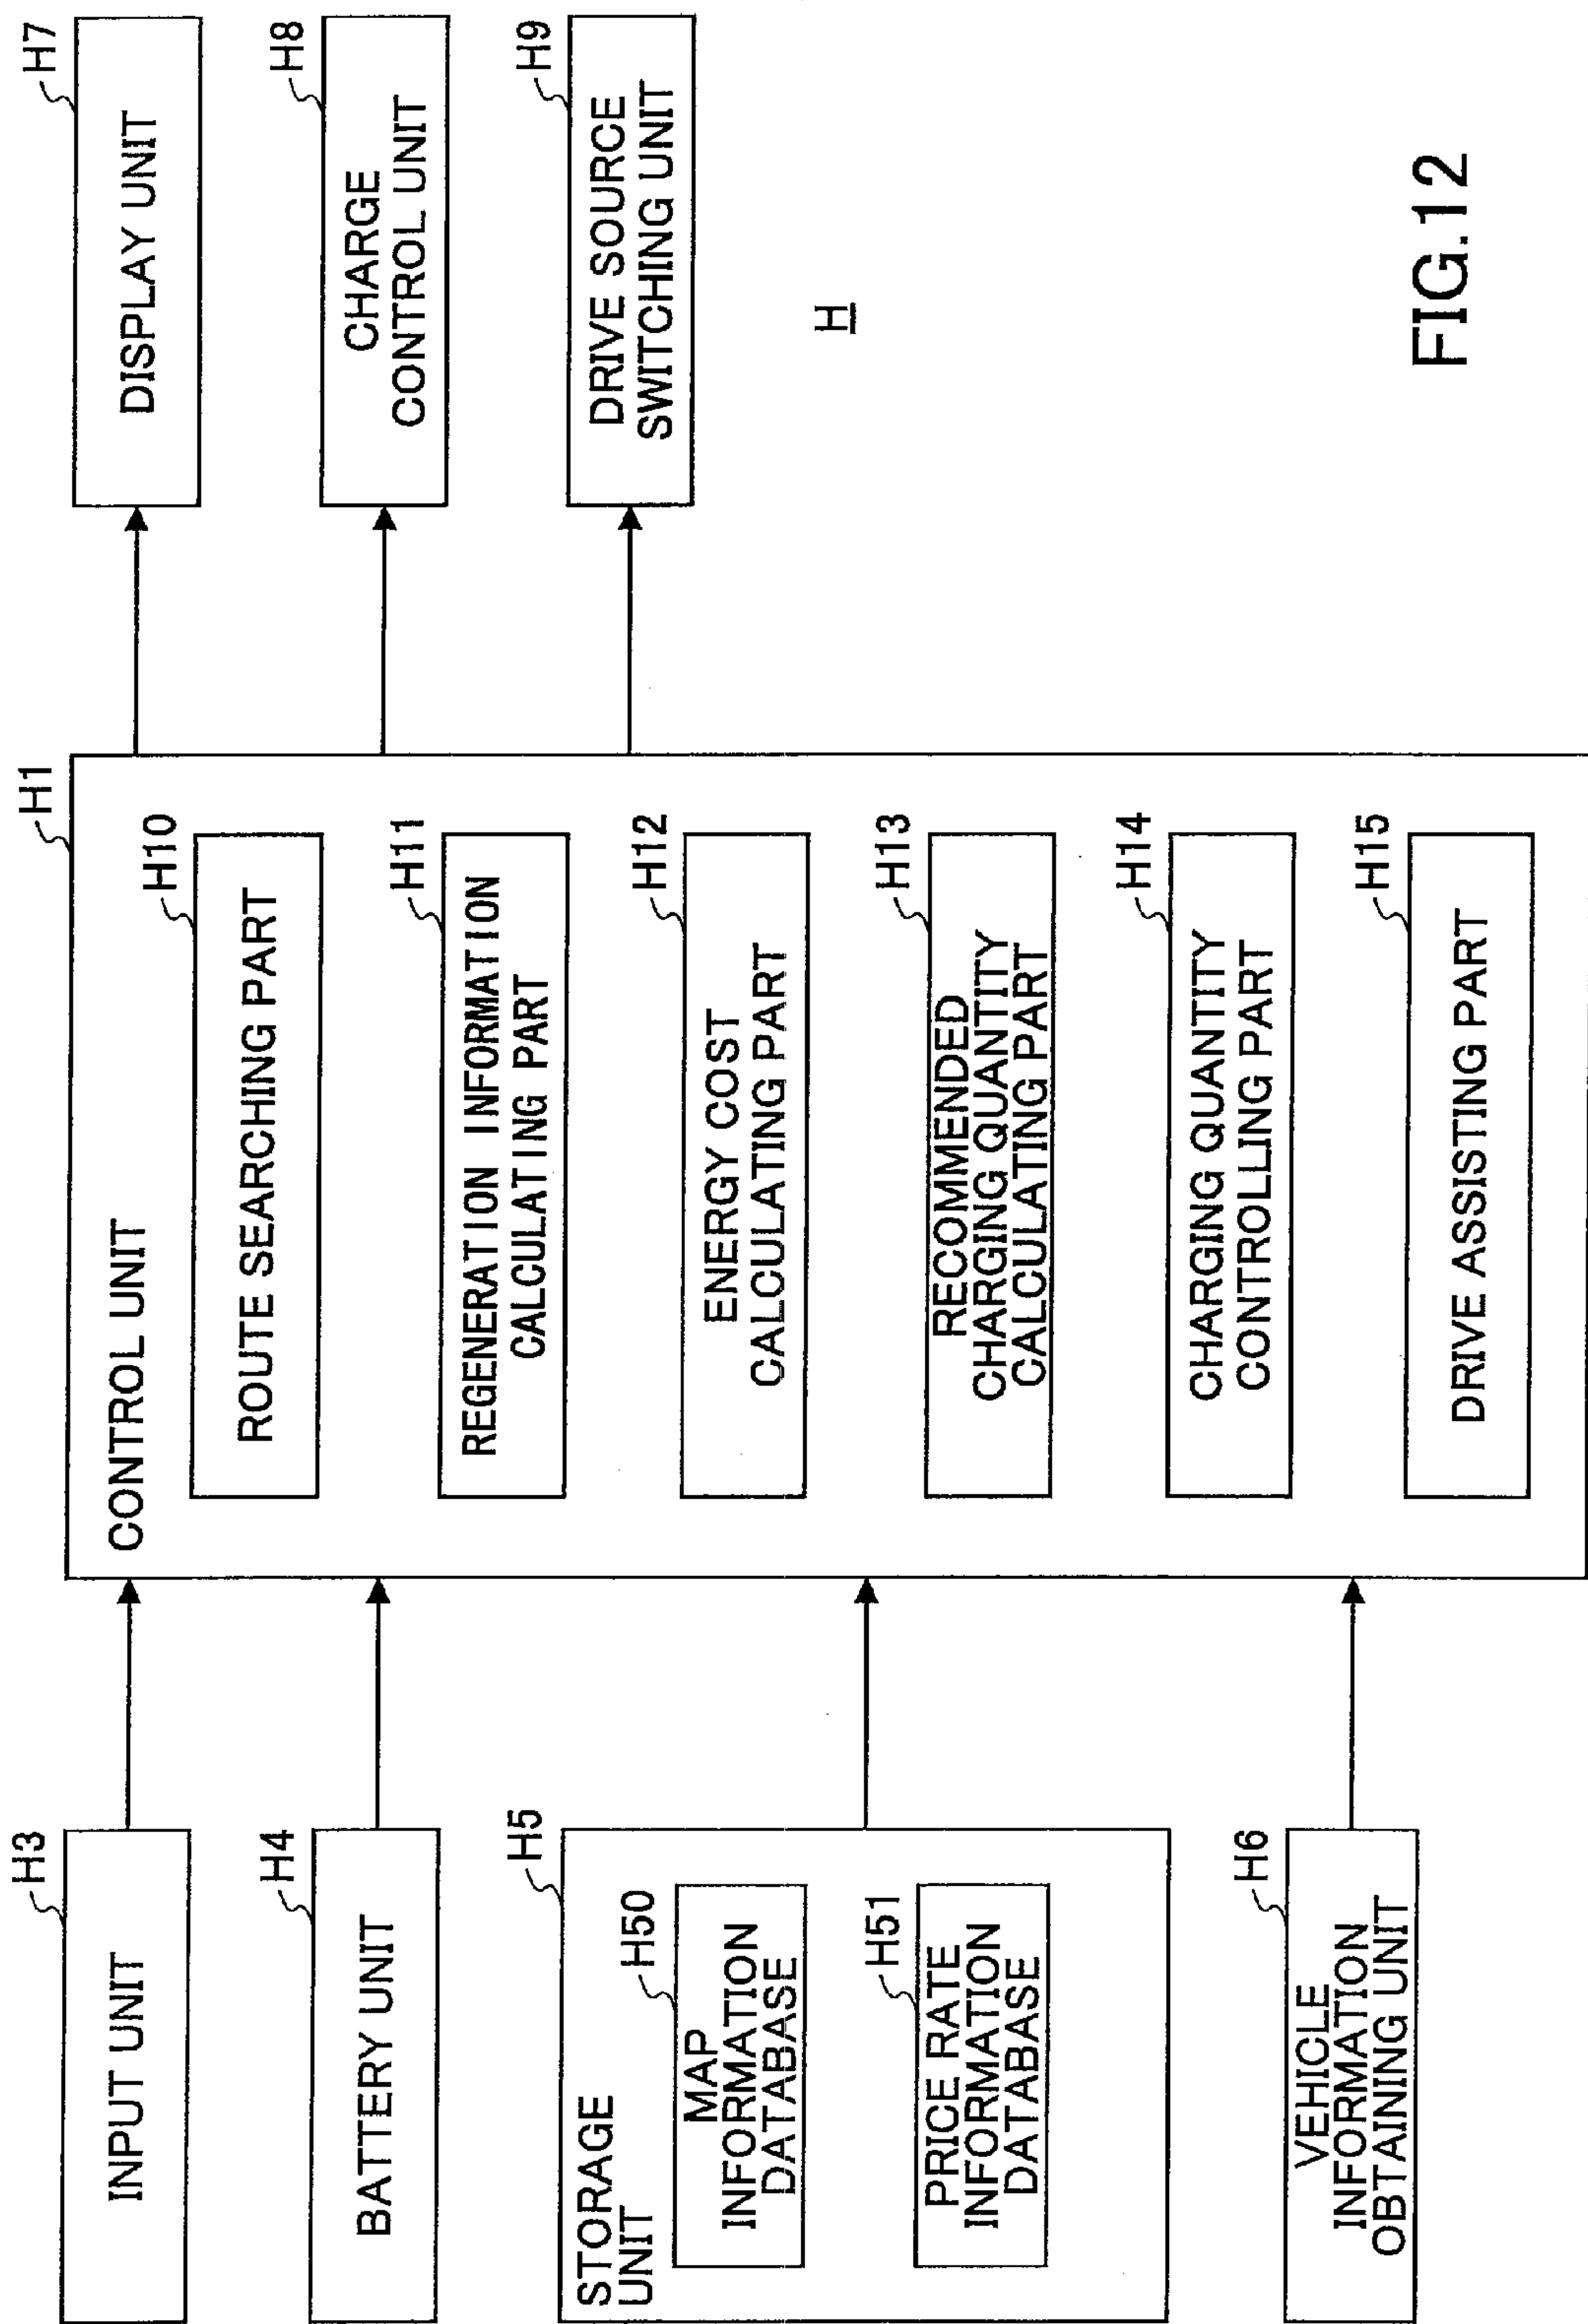 H3
INPUT UNIT
H4
BATTERY UNIT
H5
STORAGE
UNIT
H50
MAP
INFORMATION
DATABASE
H51
PRICE RATE
INFORMATION
DATABASE
H6
VEHICLE
INFORMATION
OBTAINING UNIT
H1
CONTROL UNIT
H10
ROUTE SEARCHING PART
H11
REGENERATION INFORMATION
CALCULATING PART
H12
ENERGY COST
CALCULATING PART
H13
RECOMMENDED
CHARGING QUANTITY
CALCULATING PART
H14
CHARGING QUANTITY
CONTROLLING PART
H15
DRIVE ASSISTING PART
H7
DISPLAY UNIT
H8
CHARGE
CONTROL UNIT
H9
DRIVE SOURCE
SWITCHING UNIT
H
FIG.12